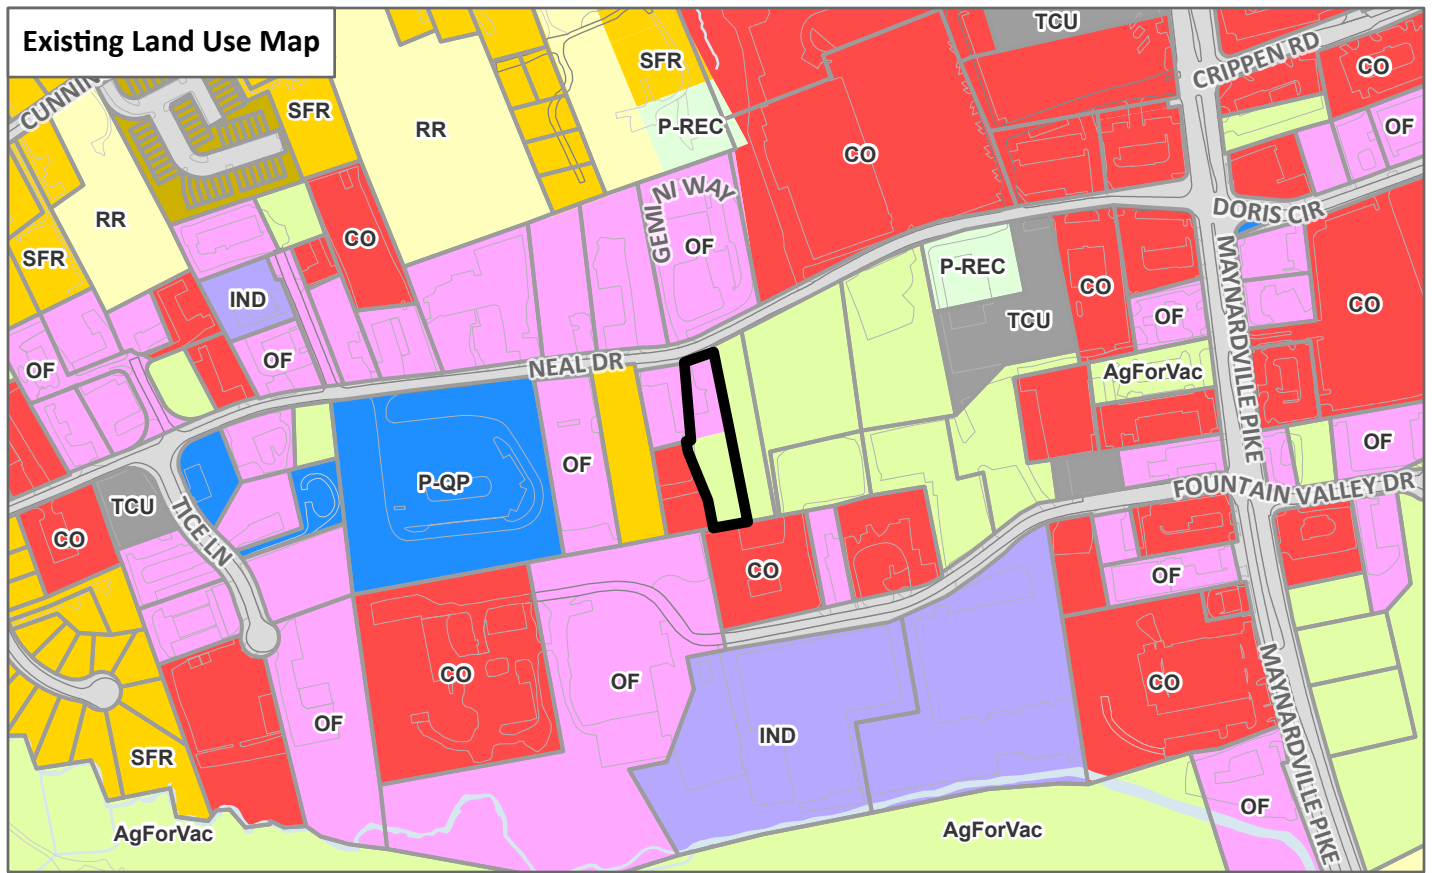 Existing Land Use Map
TCU
SFR
CRIPPEN RD
CO
CUNNIN
SFR
RR
P-REC
OF
CO
RR
GEMINI WAY
DORIS CIR
CO
OF
SFR
P-REC
IND
CO
CO
OF
TCU
MAYNARDVILLE PIKE
OF
OF
NEAL DR
AgForVac
OF
OF
P-QP
FOUNTAIN VALLEY DR
TCU
TICE LN
CO
CO
OF
CO
OF
CO
OF
IND
MAYNARDVILLE PIKE
SFR
OF
AgForVac
AgForVac